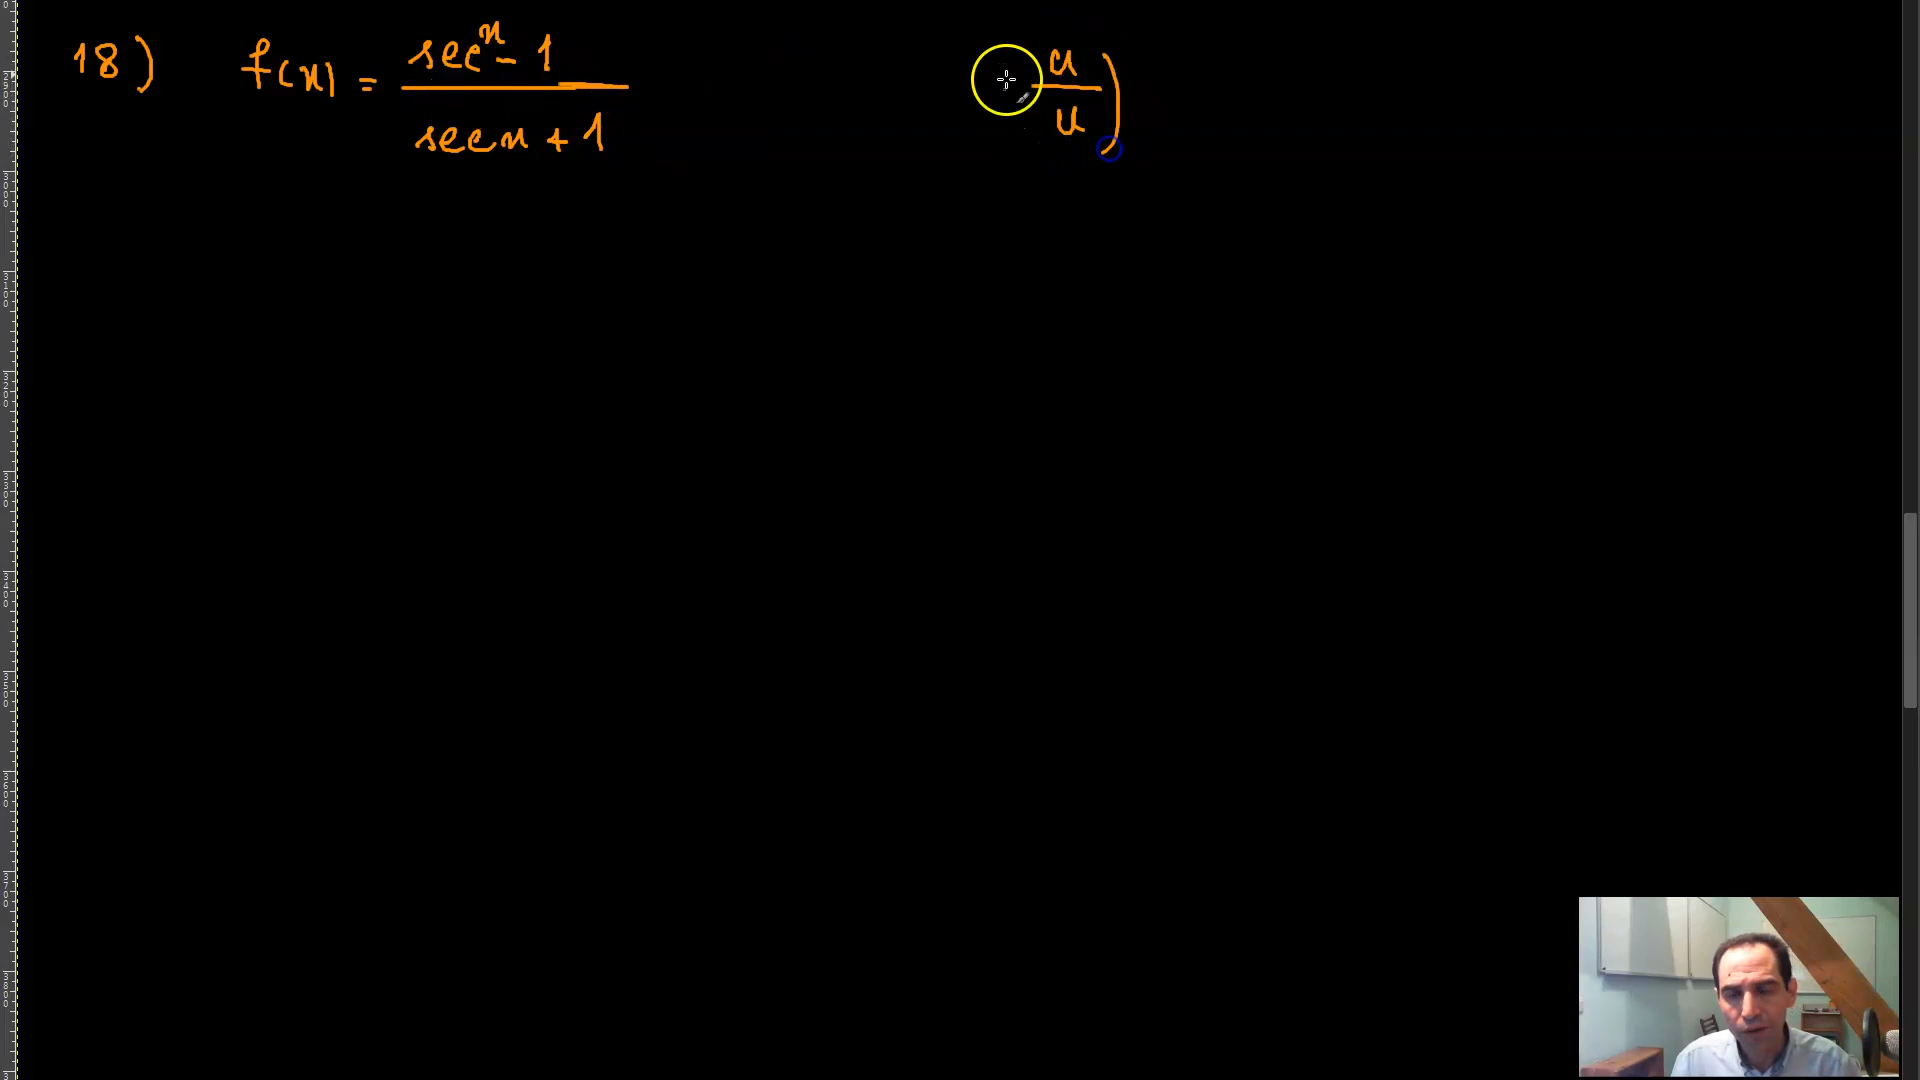 18) f(x) = sec x - 1 / sec x + 1
u / u )